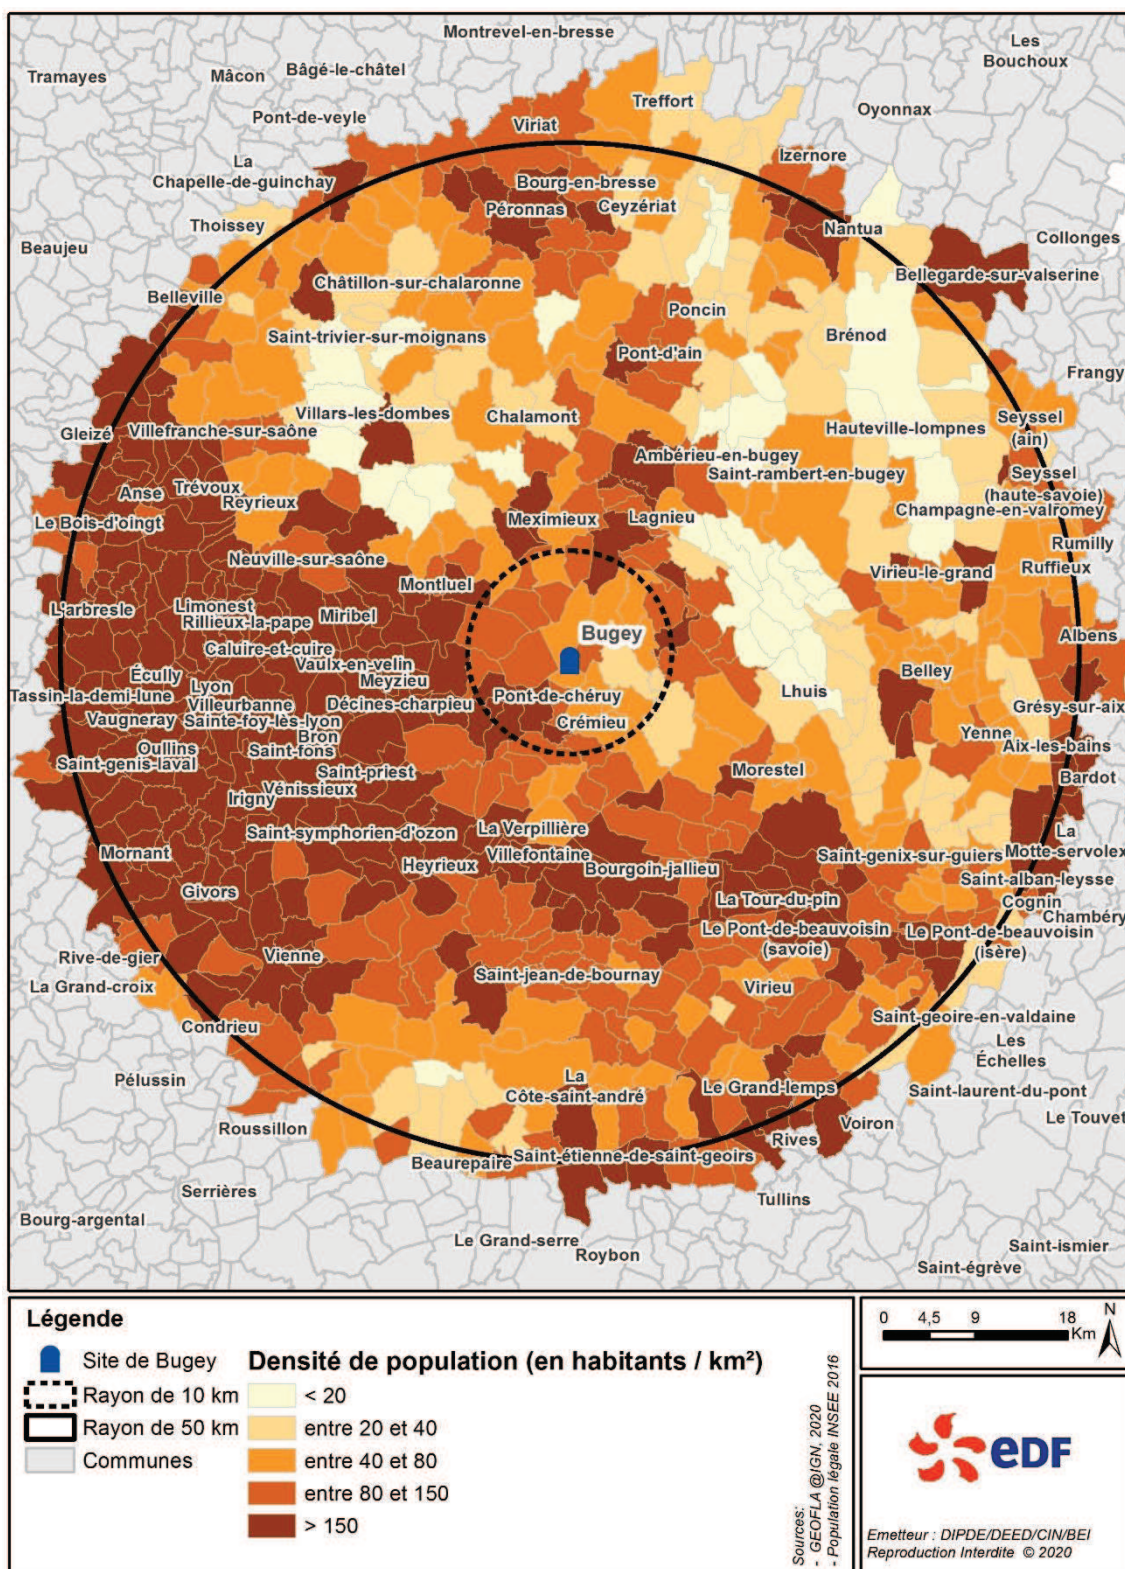 Montrevel-en-bresse
Les
Bouchoux
Tramayes
Mâcon
Bâgé-le-châtel
Treffort
Oyonnax
Pont-de-veyle
Viriat
Izernore
La
Chapelle-de-guinchay
Bourg-en-bresse
Péronnas
Ceyzériat
Thoissey
Nantua
Beaujeu
Collonges
Bellegarde-sur-valserine
Châtillon-sur-chalaronne
Belleville
Poncin
Saint-trivier-sur-moignans
Brénod
Pont-d'ain
Frangy
Villars-les-dombes
Chalamont
Seyssel
(ain)
Gleizé
Villefranche-sur-saône
Hauteville-lompnes
Ambérieu-en-bugey
Saint-rambert-en-bugey
Seyssel
(haute-savoie)
Anse
Trévoux
Reyrieux
Champagne-en-valromey
Le Bois-d'oingt
Meximieux
Lagnieu
Rumilly
Neuville-sur-saône
Ruffieux
Montluel
Virieu-le-grand
L'arbresle
Limonest
Rillieux-la-pape
Miribel
Bugey
Albens
Caluire-et-cuire
Vaulx-en-velin
Écully
Meyzieu
Belley
Tassin-la-demi-lune
Lyon
Villeurbanne
Décines-charpieu
Pont-de-chéruy
Lhuis
Grésy-sur-aix
Vaugneray
Sainte-foy-lès-lyon
Crémieu
Bron
Yenne
Oullins
Saint-fons
Aix-les-bains
Saint-genis-laval
Saint-priest
Morestel
Bardot
Vénissieux
Irigny
Saint-symphorien-d'ozon
La Verpillière
La
Motte-servolex
Mornant
Villefontaine
Saint-genix-sur-guiers
Heyrieux
Bourgoin-jallieu
Saint-alban-leysse
Givors
La Tour-du-pin
Cognin
Chambéry
Le Pont-de-beauvoisin
(savoie)
Le Pont-de-beauvoisin
(isère)
Rive-de-gier
Vienne
Saint-jean-de-bournay
La Grand-croix
Virieu
Condrieu
Saint-geoire-en-valdaine
Les
Échelles
Pélussin
La
Côte-saint-andré
Le Grand-lemps
Saint-laurent-du-pont
Le Touvet
Roussillon
Voiron
Rives
Beaurepaire
Saint-étienne-de-saint-geoirs
Serrières
Tullins
Bourg-argental
Le Grand-serre
Roybon
Saint-ismier
Saint-égrève
Légende
Site de Bugey
Rayon de 10 km
Rayon de 50 km
Communes
Densité de population (en habitants / km²)
< 20
entre 20 et 40
entre 40 et 80
entre 80 et 150
> 150
Sources:
- GEOFLA @IGN, 2020
- Population légale INSEE 2016
0 4,5 9 18
Km
N
eDF
Emetteur : DIPDE/DEED/CIN/BEI
Reproduction Interdite © 2020